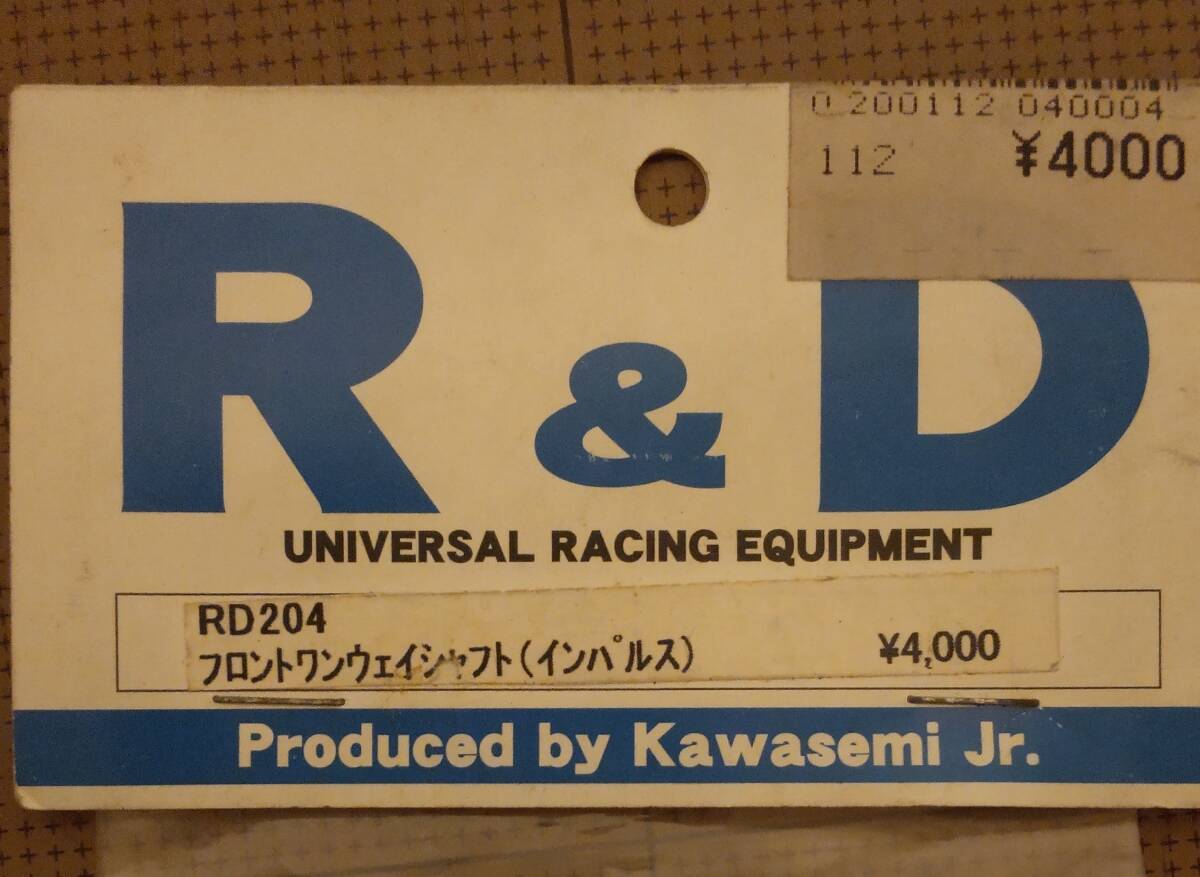 0 200112 040004
112 ¥4000
R & D
UNIVERSAL RACING EQUIPMENT
RD204
フロントワンウェイシャフト(インパルス) ¥4,000
Produced by Kawasemi Jr.